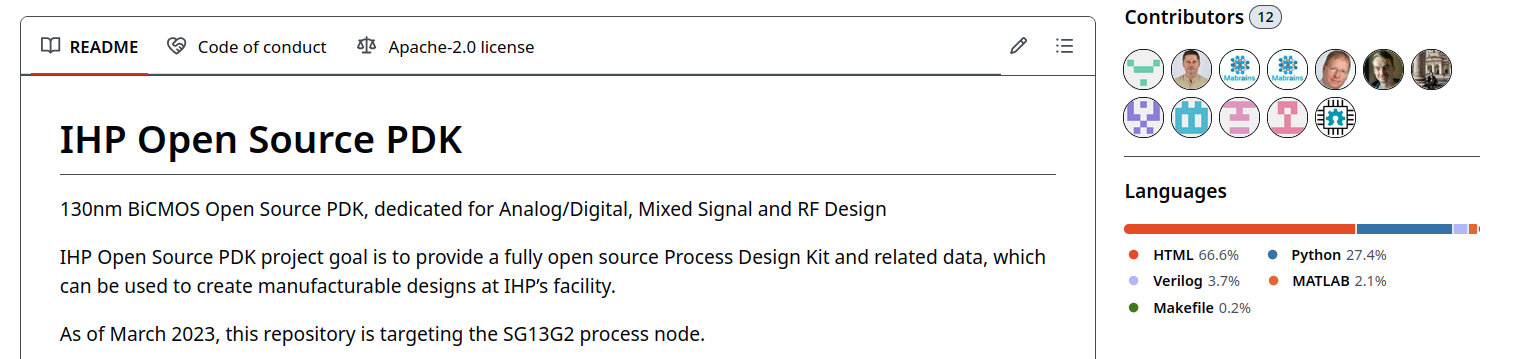 README
Code of conduct
Apache-2.0 license
IHP Open Source PDK
130nm BiCMOS Open Source PDK, dedicated for Analog/Digital, Mixed Signal and RF Design
IHP Open Source PDK project goal is to provide a fully open source Process Design Kit and related data, which
can be used to create manufacturable designs at IHP’s facility.
As of March 2023, this repository is targeting the SG13G2 process node.
Contributors 12
Mabrains
Mabrains
Languages
HTML 66.6%
Python 27.4%
Verilog 3.7%
MATLAB 2.1%
Makefile 0.2%